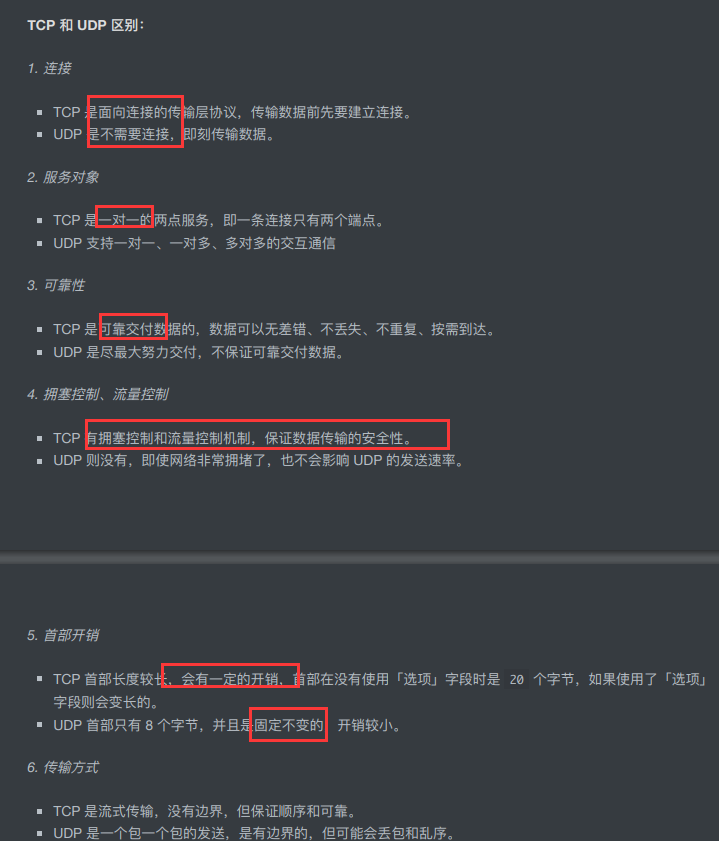 TCP 和 UDP 区别：
1. 连接
TCP 是面向连接的传输层协议，传输数据前先要建立连接。
UDP 是不需要连接，即刻传输数据。
2. 服务对象
TCP 是一对一的两点服务，即一条连接只有两个端点。
UDP 支持一对一、一对多、多对多的交互通信
3. 可靠性
TCP 是可靠交付数据的，数据可以无差错、不丢失、不重复、按需到达。
UDP 是尽最大努力交付，不保证可靠交付数据。
4. 拥塞控制、流量控制
TCP 有拥塞控制和流量控制机制，保证数据传输的安全性。
UDP 则没有，即使网络非常拥堵了，也不会影响 UDP 的发送速率。
5. 首部开销
TCP 首部长度较长，会有一定的开销，首部在没有使用「选项」字段时是 20 个字节，如果使用了「选项」
字段则会变长的。
UDP 首部只有 8 个字节，并且是固定不变的 开销较小。
6. 传输方式
TCP 是流式传输，没有边界，但保证顺序和可靠。
UDP 是一个包一个包的发送，是有边界的，但可能会丢包和乱序。